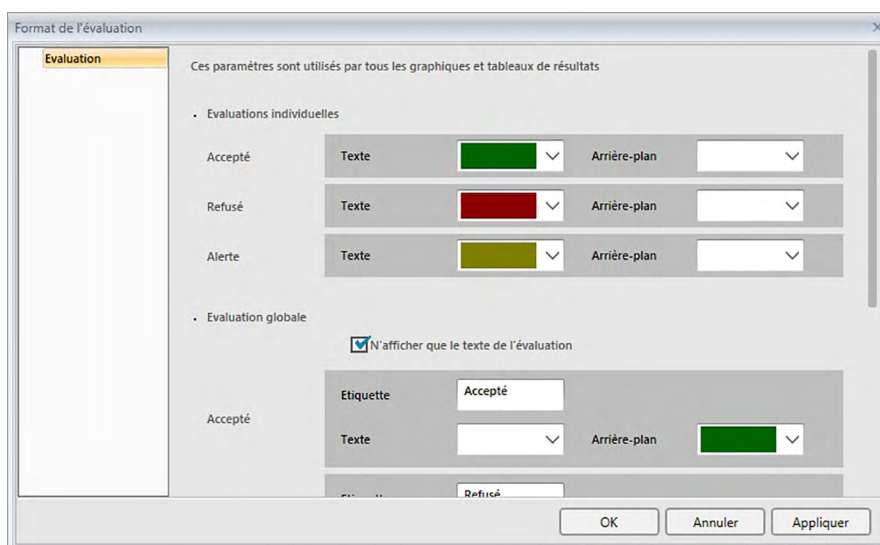 Format de l'évaluation
Evaluation
Ces paramètres sont utilisés par tous les graphiques et tableaux de résultats
• Evaluations individuelles
Accepté Texte Arrière-plan
Refusé Texte Arrière-plan
Alerte Texte Arrière-plan
• Evaluation globale
N'afficher que le texte de l'évaluation
Accepté
Etiquette Accepté
Texte Arrière-plan
Etiquette Refusé
OK Annuler Appliquer